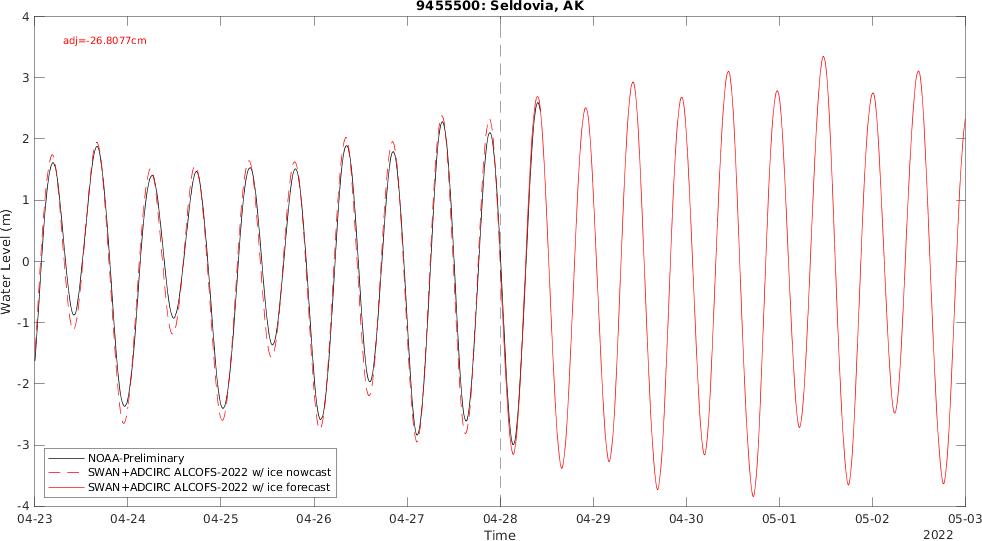 9455500: Seldovia, AK
adj=-26.8077cm
4
3
2
1
0
-1
-2
-3
-4
Water Level (m)
NOAA-Preliminary
SWAN+ADCIRC ALCOFS-2022 w/ ice nowcast
SWAN+ADCIRC ALCOFS-2022 w/ ice forecast
04-23 04-24 04-25 04-26 04-27 04-28 04-29 04-30 05-01 05-02 05-03
Time
2022